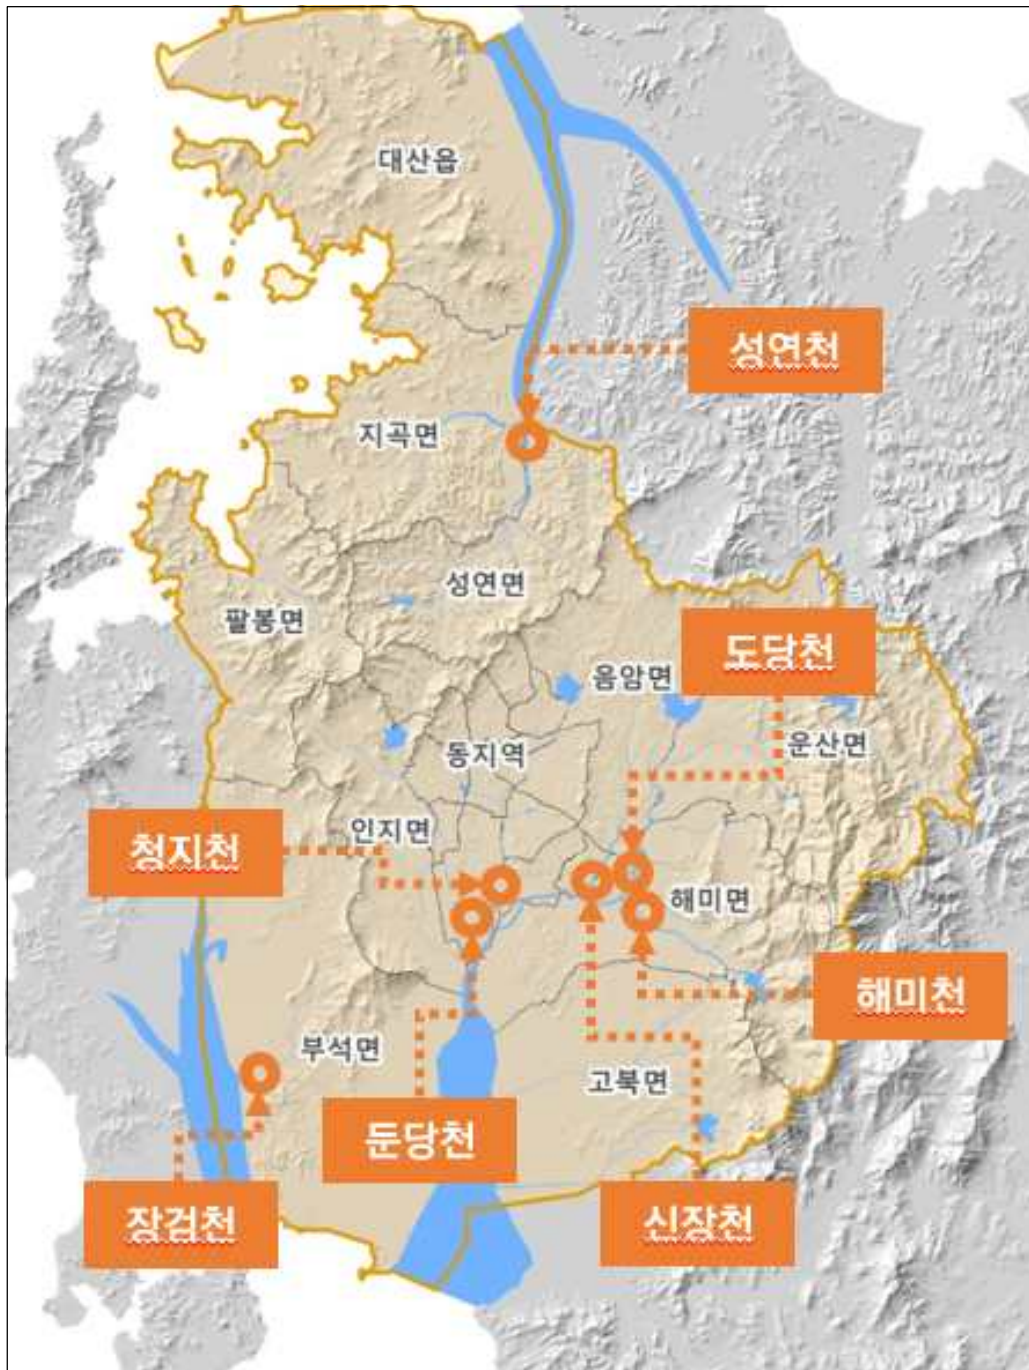 대산읍
성연천
지곡면
성연면
팔봉면
도당천
음암면
운산면
동지역
인지면
청지천
해미면
해미천
부석면
고북면
둔당천
장검천
신장천